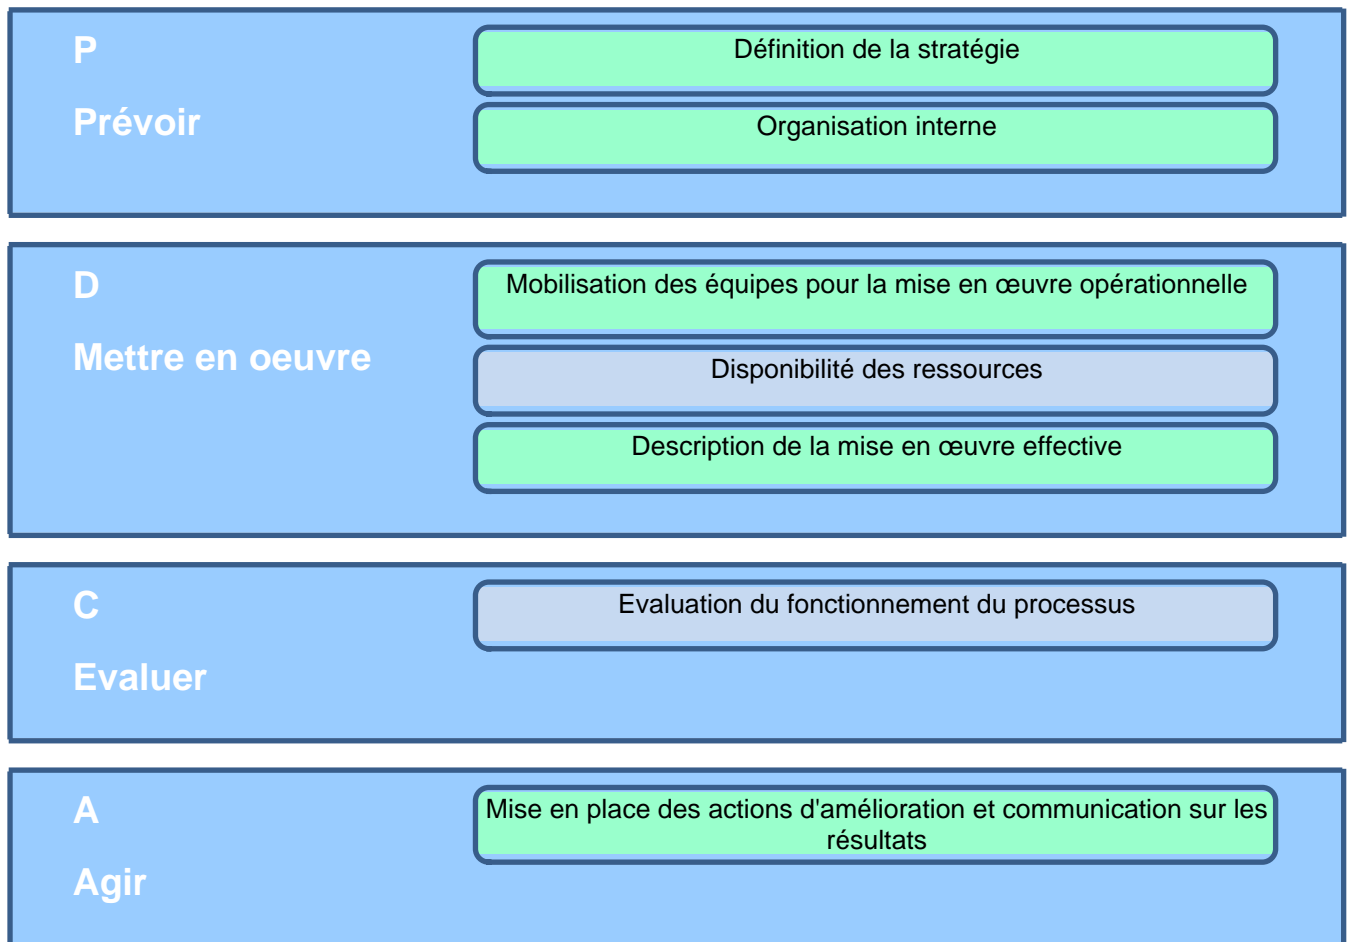 P
Définition de la stratégie
Prévoir
Organisation interne
D
Mobilisation des équipes pour la mise en œuvre opérationnelle
Mettre en oeuvre
Disponibilité des ressources
Description de la mise en œuvre effective
C
Evaluation du fonctionnement du processus
Evaluer
A
Mise en place des actions d'amélioration et communication sur les
résultats
Agir